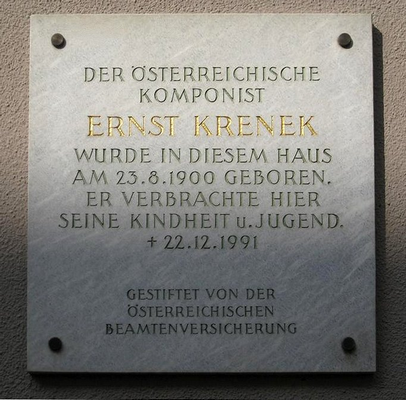 DER ÖSTERREICHISCHE
KOMPONIST
ERNST KRENEK
WURDE IN DIESEM HAUS
AM 23.8.1900 GEBOREN.
ER VERBRACHTE HIER
SEINE KINDHEIT u. JUGEND.
+ 22.12.1991
GESTIFTET VON DER
ÖSTERREICHISCHEN
BEAMTENVERSICHERUNG